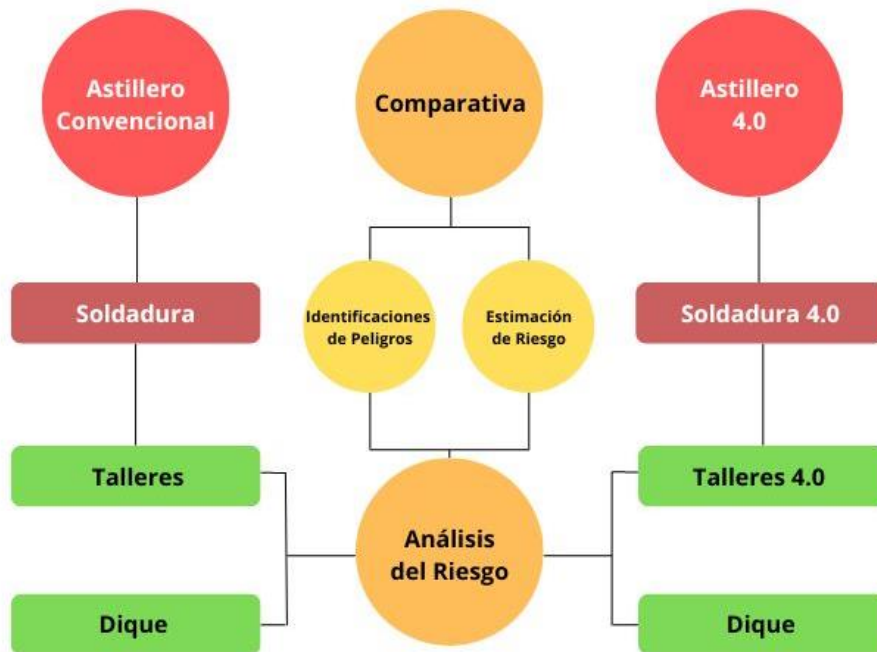 Astillero
Convencional
Comparativa
Astillero
4.0
Soldadura
Identificaciones
de Peligros
Estimación
de Riesgo
Soldadura 4.0
Talleres
Talleres 4.0
Análisis
del Riesgo
Dique
Dique